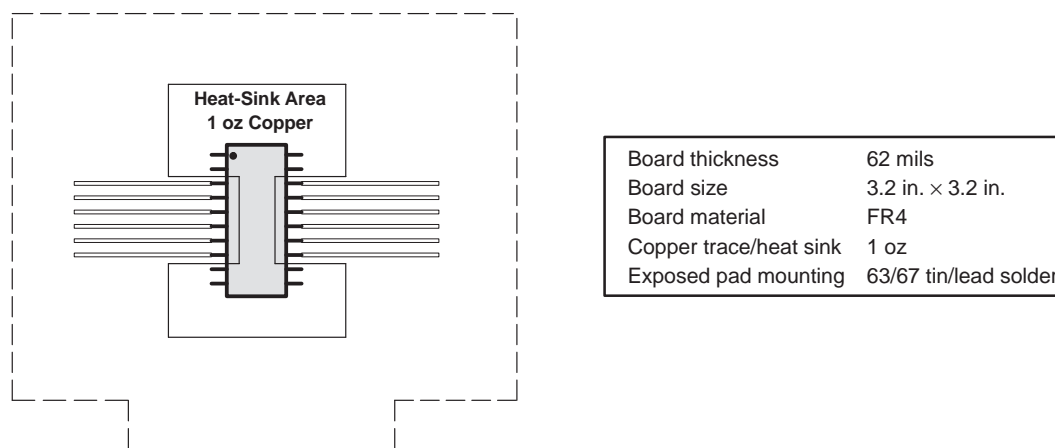 Heat-Sink Area
1 oz Copper
Board thickness 62 mils
Board size 3.2 in. × 3.2 in.
Board material FR4
Copper trace/heat sink 1 oz
Exposed pad mounting 63/67 tin/lead solder